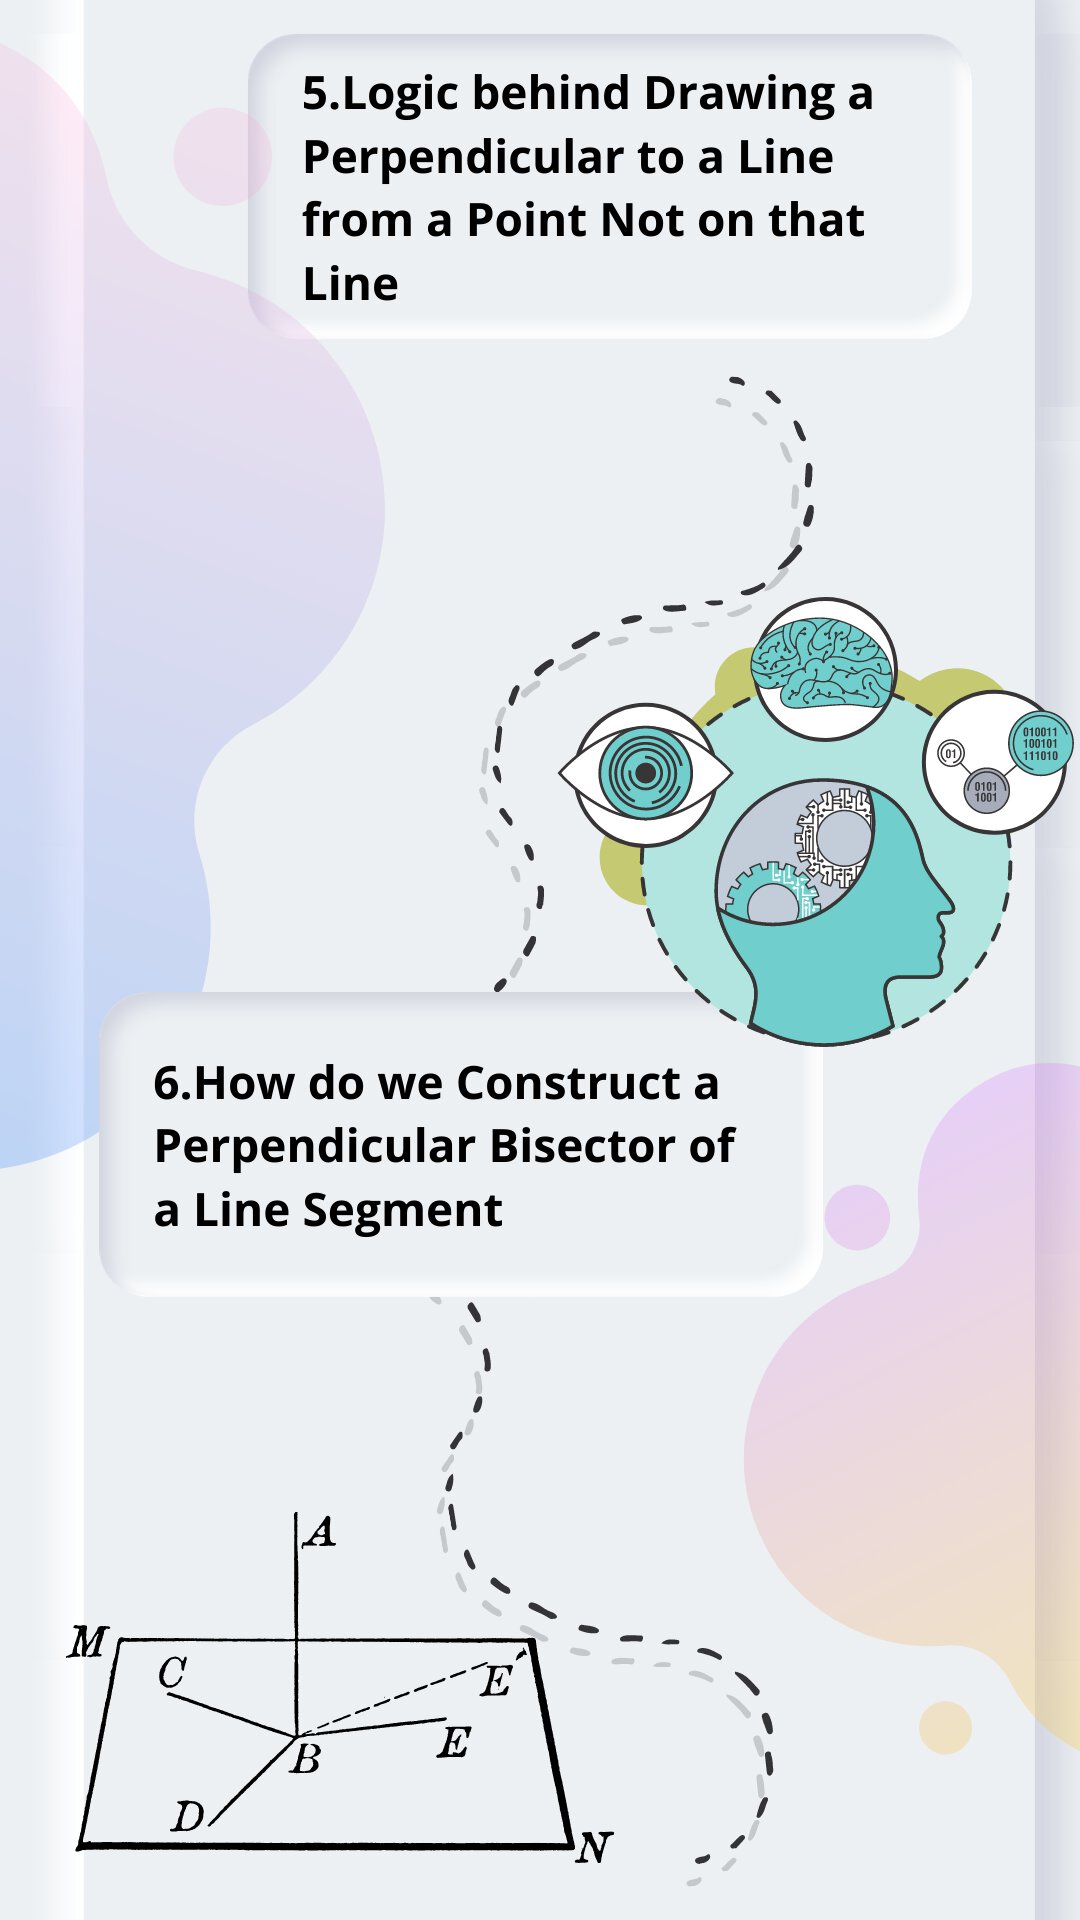 5.Logic behind Drawing a
Perpendicular to a Line
from a Point Not on that
Line
010011
100101
111010
01
0101
1001
6.How do we Construct a
Perpendicular Bisector of
a Line Segment
A
M
C
E
E
B
D
N